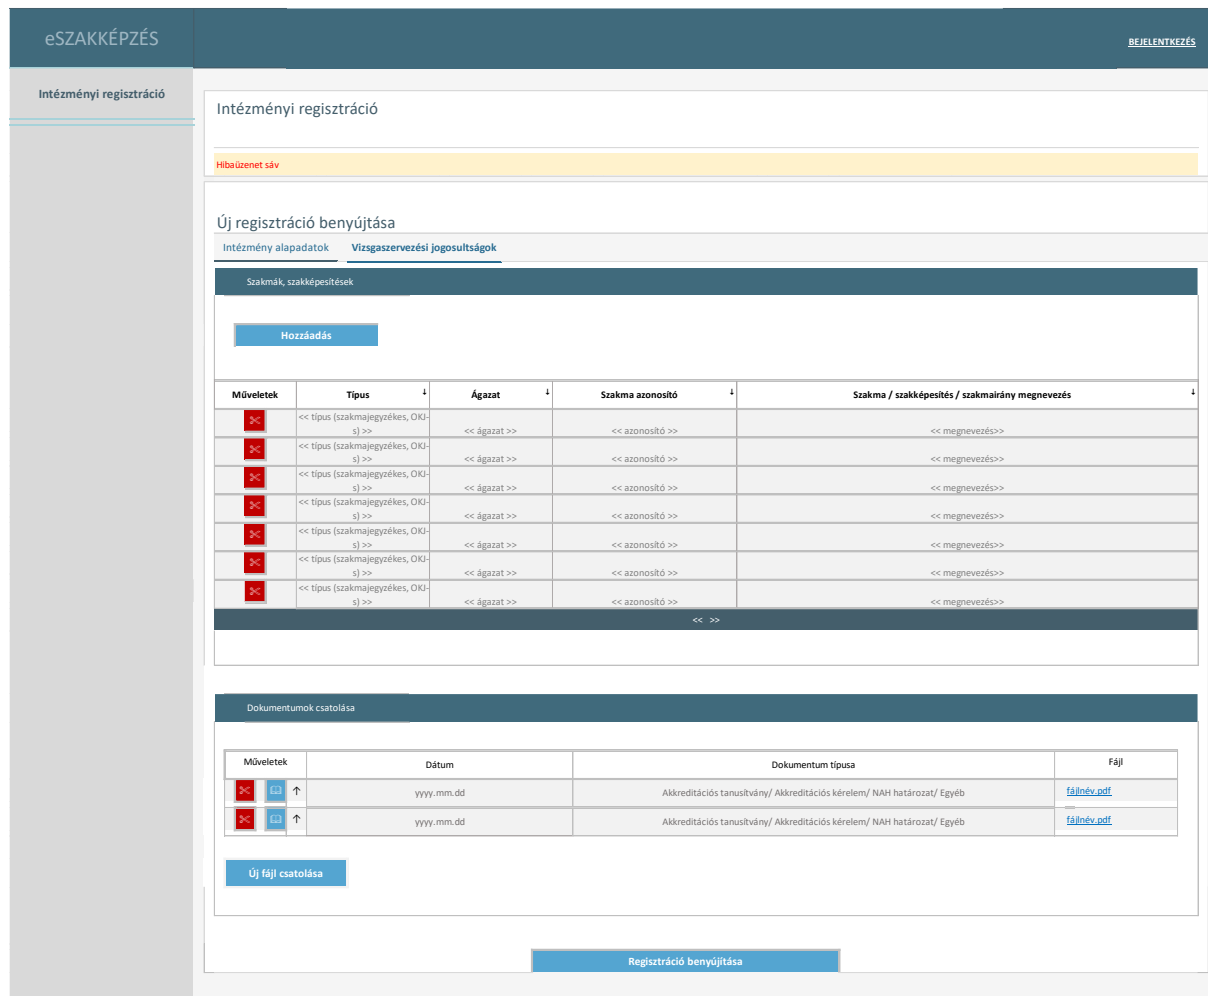 eSZAKKÉPZÉS
BEJELENTKEZÉS
Intézményi regisztráció
Intézményi regisztráció
Hibaüzenet sáv
Új regisztráció benyújtása
Intézmény alapadatok Vizsgaszervezési jogosultságok
Szakmák, szakképesítések
Hozzáadás
Műveletek Típus ↓ Ágazat ↓ Szakma azonosító ↓ Szakma / szakképesítés / szakmairány megnevezés ↓
<< típus (szakmajegyzékes, OKJ-
s) >> << ágazat >> << azonosító >> << megnevezés>>
<< típus (szakmajegyzékes, OKJ-
s) >> << ágazat >> << azonosító >> << megnevezés>>
<< típus (szakmajegyzékes, OKJ-
s) >> << ágazat >> << azonosító >> << megnevezés>>
<< típus (szakmajegyzékes, OKJ-
s) >> << ágazat >> << azonosító >> << megnevezés>>
<< típus (szakmajegyzékes, OKJ-
s) >> << ágazat >> << azonosító >> << megnevezés>>
<< típus (szakmajegyzékes, OKJ-
s) >> << ágazat >> << azonosító >> << megnevezés>>
<< típus (szakmajegyzékes, OKJ-
s) >> << ágazat >> << azonosító >> << megnevezés>>
<< >>
Dokumentumok csatolása
Műveletek Dátum Dokumentum típusa Fájl
↑ yyyy.mm.dd Akkreditációs tanusítvány/ Akkreditációs kérelem/ NAH határozat/ Egyéb fájlnév.pdf
↑ yyyy.mm.dd Akkreditációs tanusítvány/ Akkreditációs kérelem/ NAH határozat/ Egyéb fájlnév.pdf
Új fájl csatolása
Regisztráció benyújítása